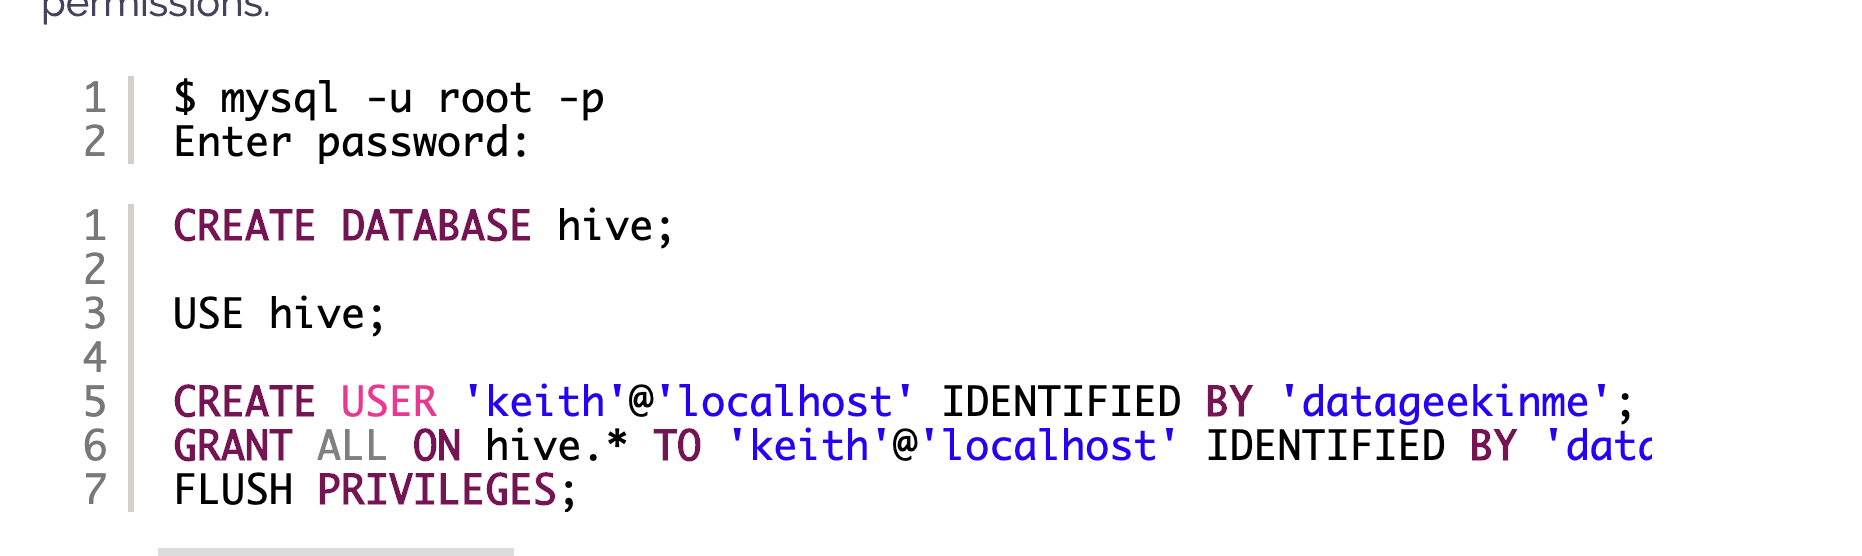 permissions.
1 $ mysql -u root -p
2 Enter password:
1 CREATE DATABASE hive;
2
3 USE hive;
4
5 CREATE USER 'keith'@'localhost' IDENTIFIED BY 'datageekinme';
6 GRANT ALL ON hive.* TO 'keith'@'localhost' IDENTIFIED BY 'data
7 FLUSH PRIVILEGES;